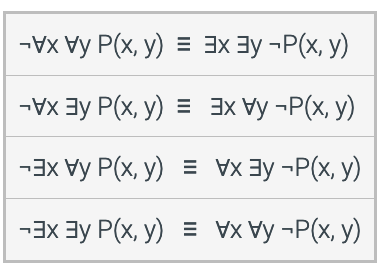 ¬∀x ∀y P(x, y) ≡ ∃x ∃y ¬P(x, y)
¬∀x ∃y P(x, y) ≡ ∃x ∀y ¬P(x, y)
¬∃x ∀y P(x, y) ≡ ∀x ∃y ¬P(x, y)
¬∃x ∃y P(x, y) ≡ ∀x ∀y ¬P(x, y)